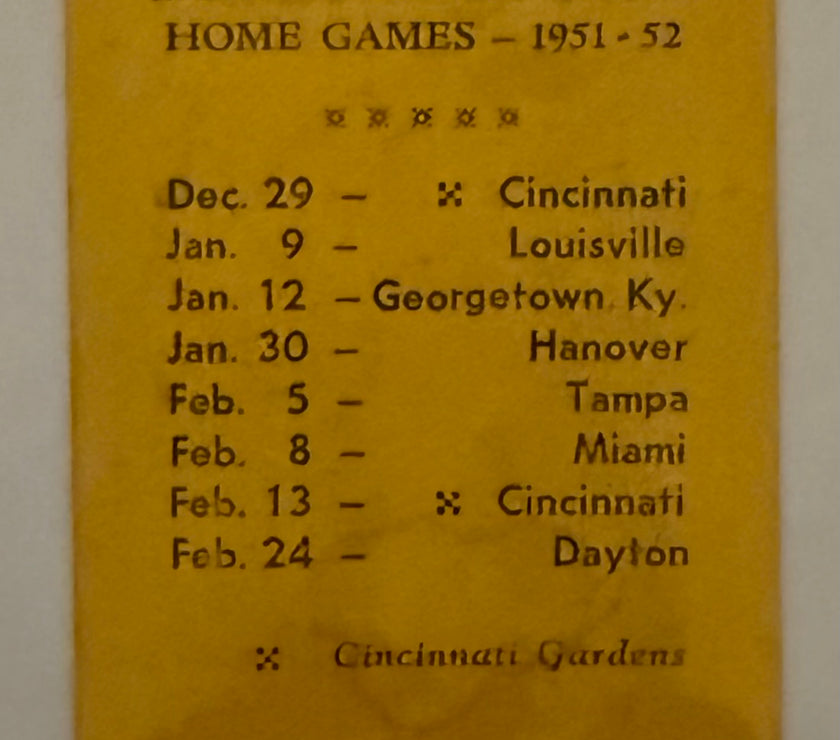 HOME GAMES – 1951 - 52
¤ ¤ ¤ ¤ ¤
Dec. 29 – ⁙ Cincinnati
Jan. 9 – Louisville
Jan. 12 – Georgetown Ky.
Jan. 30 – Hanover
Feb. 5 – Tampa
Feb. 8 – Miami
Feb. 13 – ⁙ Cincinnati
Feb. 24 – Dayton
⁙ Cincinnati Gardens